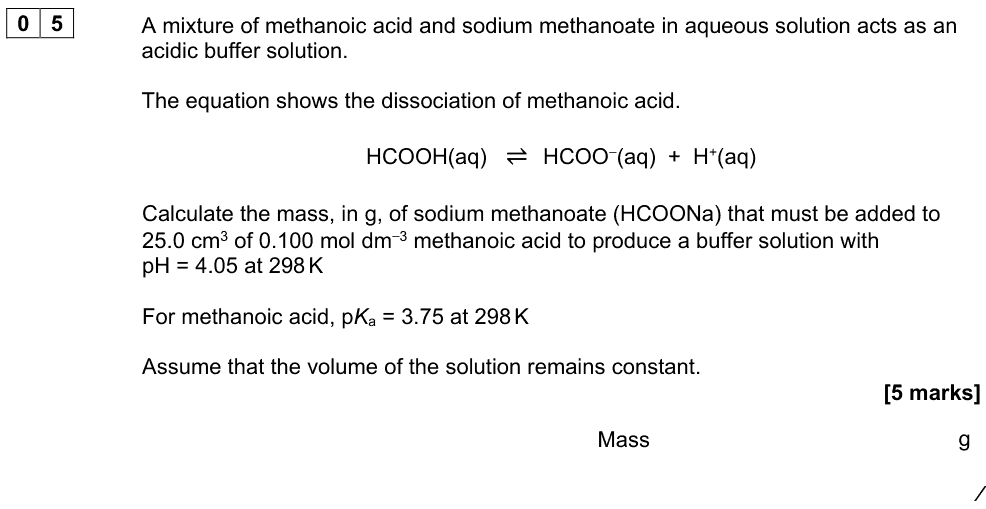 0 5
A mixture of methanoic acid and sodium methanoate in aqueous solution acts as an
acidic buffer solution.
The equation shows the dissociation of methanoic acid.
HCOOH(aq) ⇌ HCOO⁻(aq) + H⁺(aq)
Calculate the mass, in g, of sodium methanoate (HCOONa) that must be added to
25.0 cm³ of 0.100 mol dm⁻³ methanoic acid to produce a buffer solution with
pH = 4.05 at 298 K
For methanoic acid, pKₐ = 3.75 at 298 K
Assume that the volume of the solution remains constant.
[5 marks]
Mass g
/